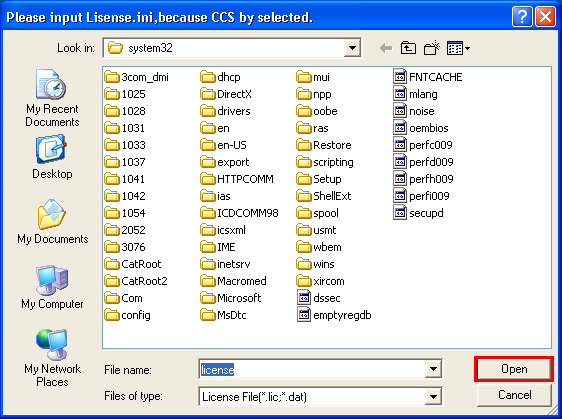 Please input Lisense.ini,because CCS by selected.
Look in: system32
My Recent Documents
Desktop
My Documents
My Computer
My Network Places
3com_dmi
1025
1028
1031
1033
1037
1041
1042
1054
2052
3076
CatRoot
CatRoot2
Com
config
dhcp
DirectX
drivers
en
en-US
export
HTTPCOMM
ias
ICDCOMM98
icsxml
IME
inetsrv
Macromed
Microsoft
MsDtc
mui
npp
oobe
ras
Restore
scripting
Setup
ShellExt
spool
usmt
wbem
wins
xircom
dssec
emptyregdb
FNTCACHE
mlang
noise
oembios
perfc009
perfd009
perfh009
perfi009
secupd
File name: license
Open
Files of type: License File(*.lic;*.dat)
Cancel